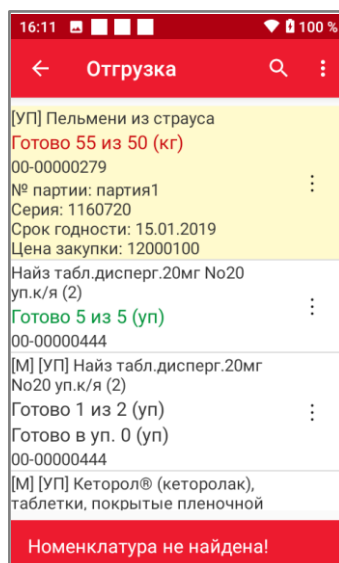 16:11 100 %
Отгрузка
[УП] Пельмени из страуса
Готово 55 из 50 (кг)
00-00000279
№ партии: партия1
Серия: 1160720
Срок годности: 15.01.2019
Цена закупки: 12000100
Найз табл.дисперг.20мг No20
уп.к/я (2)
Готово 5 из 5 (уп)
00-00000444
[М] [УП] Найз табл.дисперг.20мг
No20 уп.к/я (2)
Готово 1 из 2 (уп)
Готово в уп. 0 (уп)
00-00000444
[М] [УП] Кеторол® (кеторолак),
таблетки, покрытые пленочной
Номенклатура не найдена!